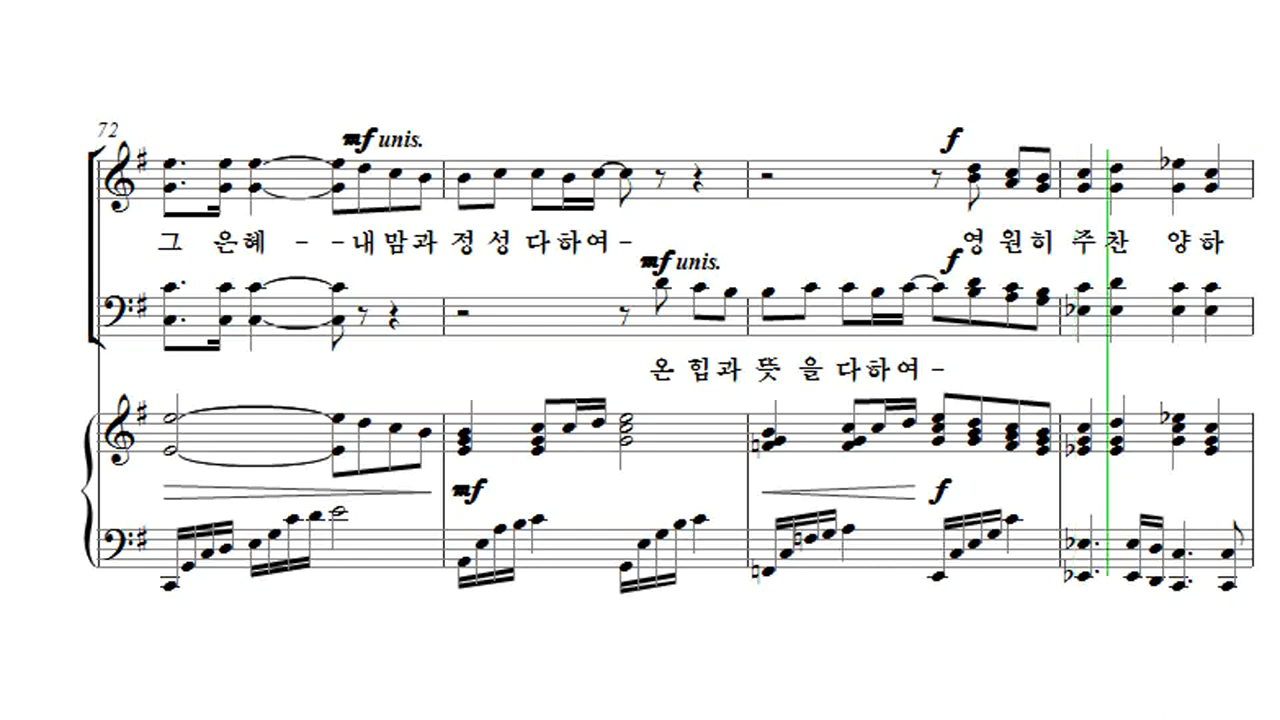 72
mf unis.
f
그 은혜 - - 내 맘과 정 성 다하여 - 영 원히 주 찬 양 하
mf unis.
f
온 힘과 뜻 을 다하여 -
mf
f